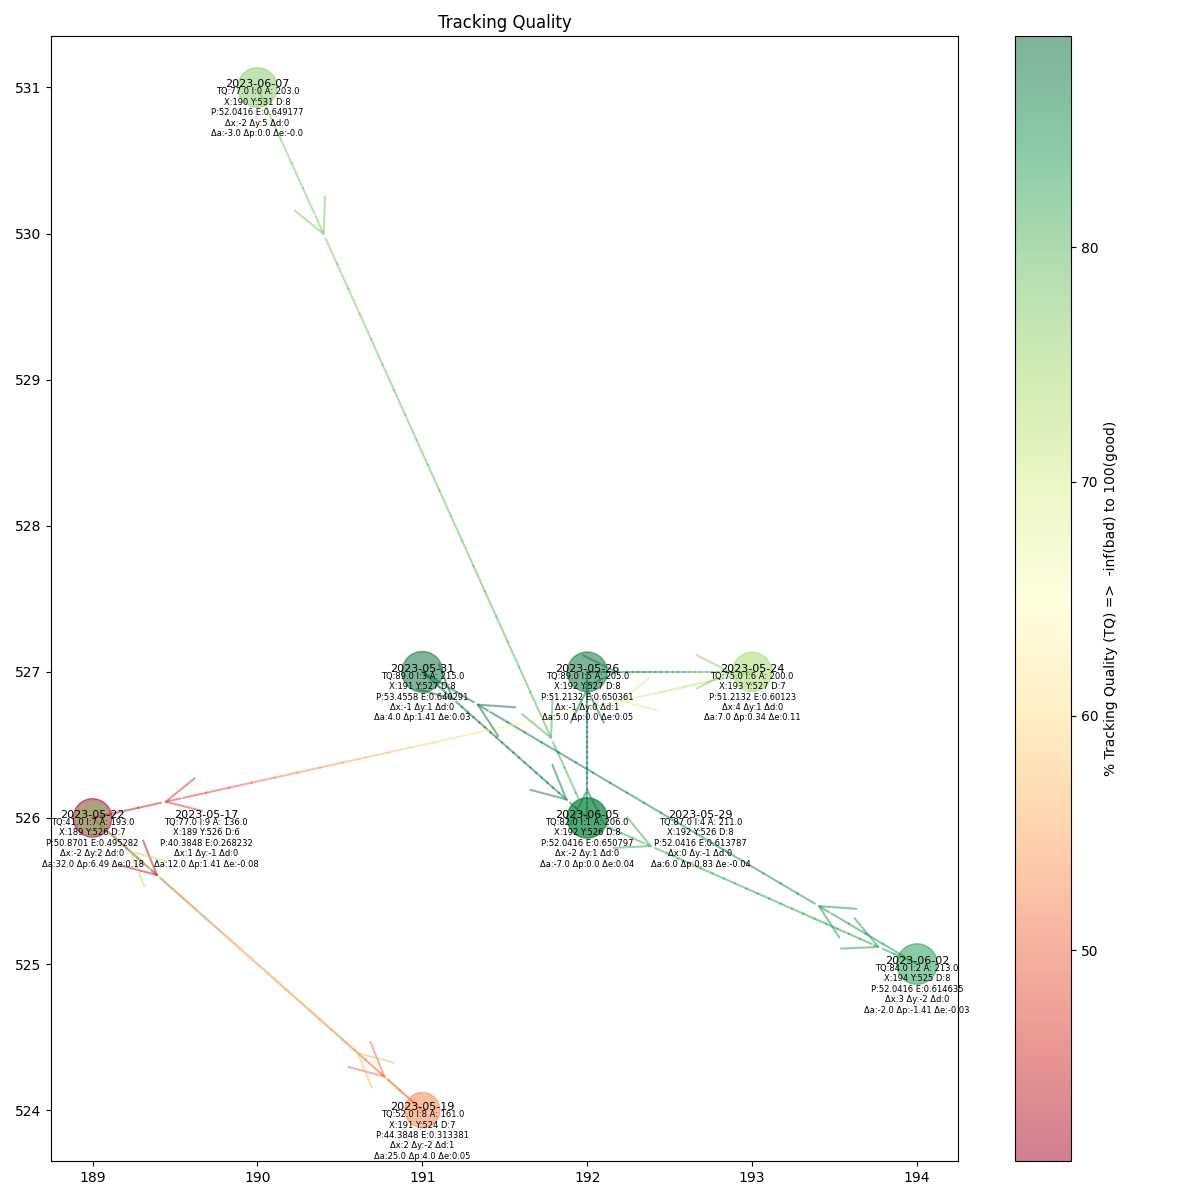 Tracking Quality
531
530
529
528
527
526
525
524
2023-06-07
TQ:77.0 I:0 A: 203.0
X:190 Y:531 D:8
P:52.0416 E:0.649177
Δx:-2 Δy:5 Δd:0
Δa:-3.0 Δp:0.0 Δe:-0.0
2023-05-31
TQ:89.0 I:3 A: 215.0
X:191 Y:527 D:8
P:53.4558 E:0.640291
Δx:-1 Δy:1 Δd:0
Δa:4.0 Δp:1.41 Δe:0.03
2023-05-26
TQ:89.0 I:5 A: 205.0
X:192 Y:527 D:8
P:51.2132 E:0.650361
Δx:-1 Δy:0 Δd:1
Δa:5.0 Δp:0.0 Δe:0.05
2023-05-24
TQ:75.0 I:6 A: 200.0
X:193 Y:527 D:7
P:51.2132 E:0.60123
Δx:4 Δy:1 Δd:0
Δa:7.0 Δp:0.34 Δe:0.11
2023-05-22
TQ:41.0 I:7 A: 193.0
X:189 Y:526 D:7
P:50.8701 E:0.495282
Δx:-2 Δy:2 Δd:0
Δa:32.0 Δp:6.49 Δe:0.18
2023-05-17
TQ:77.0 I:9 A: 136.0
X:189 Y:526 D:6
P:40.3848 E:0.268232
Δx:1 Δy:-1 Δd:0
Δa:12.0 Δp:1.41 Δe:-0.08
2023-06-05
TQ:82.0 I:1 A: 206.0
X:192 Y:526 D:8
P:52.0416 E:0.650797
Δx:-2 Δy:1 Δd:0
Δa:-7.0 Δp:0.0 Δe:0.04
2023-05-29
TQ:87.0 I:4 A: 211.0
X:192 Y:526 D:8
P:52.0416 E:0.613787
Δx:0 Δy:-1 Δd:0
Δa:6.0 Δp:0.83 Δe:-0.04
2023-06-02
TQ:84.0 I:2 A: 213.0
X:194 Y:525 D:8
P:52.0416 E:0.614635
Δx:3 Δy:-2 Δd:0
Δa:-2.0 Δp:-1.41 Δe:-0.03
2023-05-19
TQ:52.0 I:8 A: 161.0
X:191 Y:524 D:7
P:44.3848 E:0.313381
Δx:2 Δy:-2 Δd:1
Δa:25.0 Δp:4.0 Δe:0.05
189
190
191
192
193
194
80
70
60
50
% Tracking Quality (TQ) => -inf(bad) to 100(good)